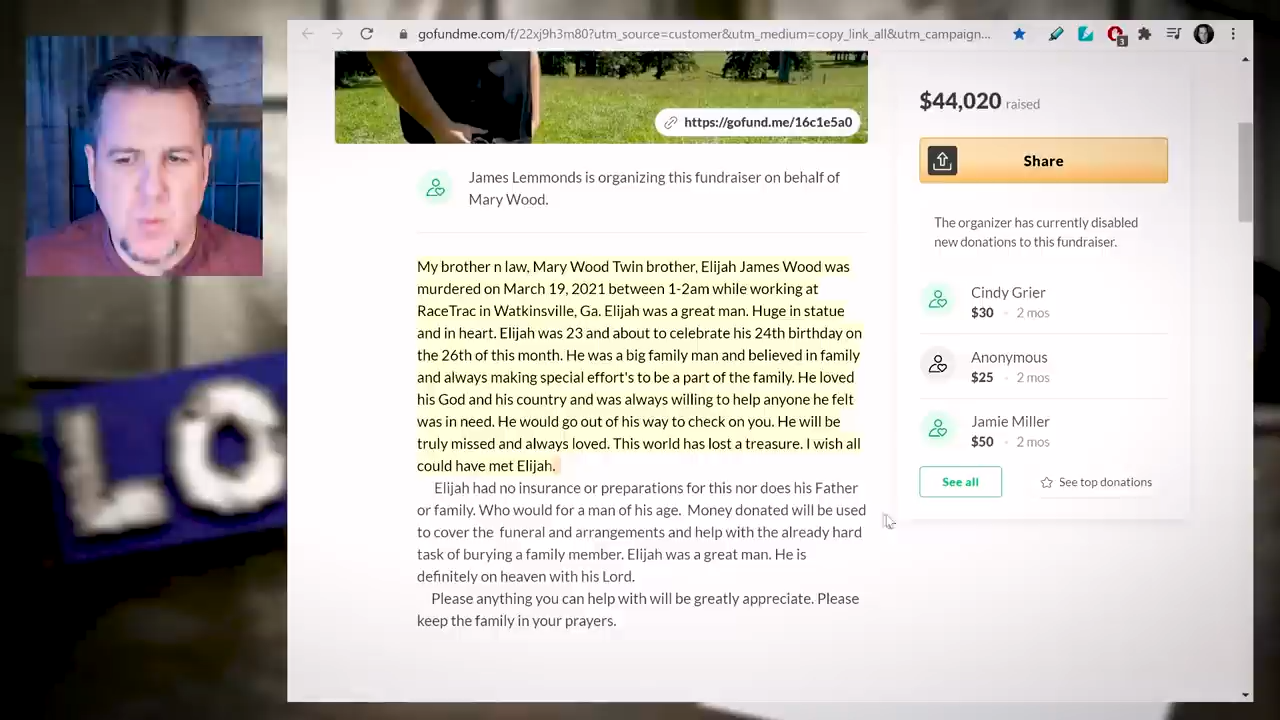 gofundme.com/f/22xj9h3m80?utm_source=customer&utm_medium=copy_link_all&utm_campaign...
3
https://gofund.me/16c1e5a0
James Lemmonds is organizing this fundraiser on behalf of
Mary Wood.
My brother n law, Mary Wood Twin brother, Elijah James Wood was
murdered on March 19, 2021 between 1-2am while working at
RaceTrac in Watkinsville, Ga. Elijah was a great man. Huge in statue
and in heart. Elijah was 23 and about to celebrate his 24th birthday on
the 26th of this month. He was a big family man and believed in family
and always making special effort's to be a part of the family. He loved
his God and his country and was always willing to help anyone he felt
was in need. He would go out of his way to check on you. He will be
truly missed and always loved. This world has lost a treasure. I wish all
could have met Elijah.
Elijah had no insurance or preparations for this nor does his Father
or family. Who would for a man of his age. Money donated will be used
to cover the funeral and arrangements and help with the already hard
task of burying a family member. Elijah was a great man. He is
definitely on heaven with his Lord.
Please anything you can help with will be greatly appreciate. Please
keep the family in your prayers.
$44,020 raised
Share
The organizer has currently disabled
new donations to this fundraiser.
Cindy Grier
$30 · 2 mos
Anonymous
$25 · 2 mos
Jamie Miller
$50 · 2 mos
See all
See top donations
LO